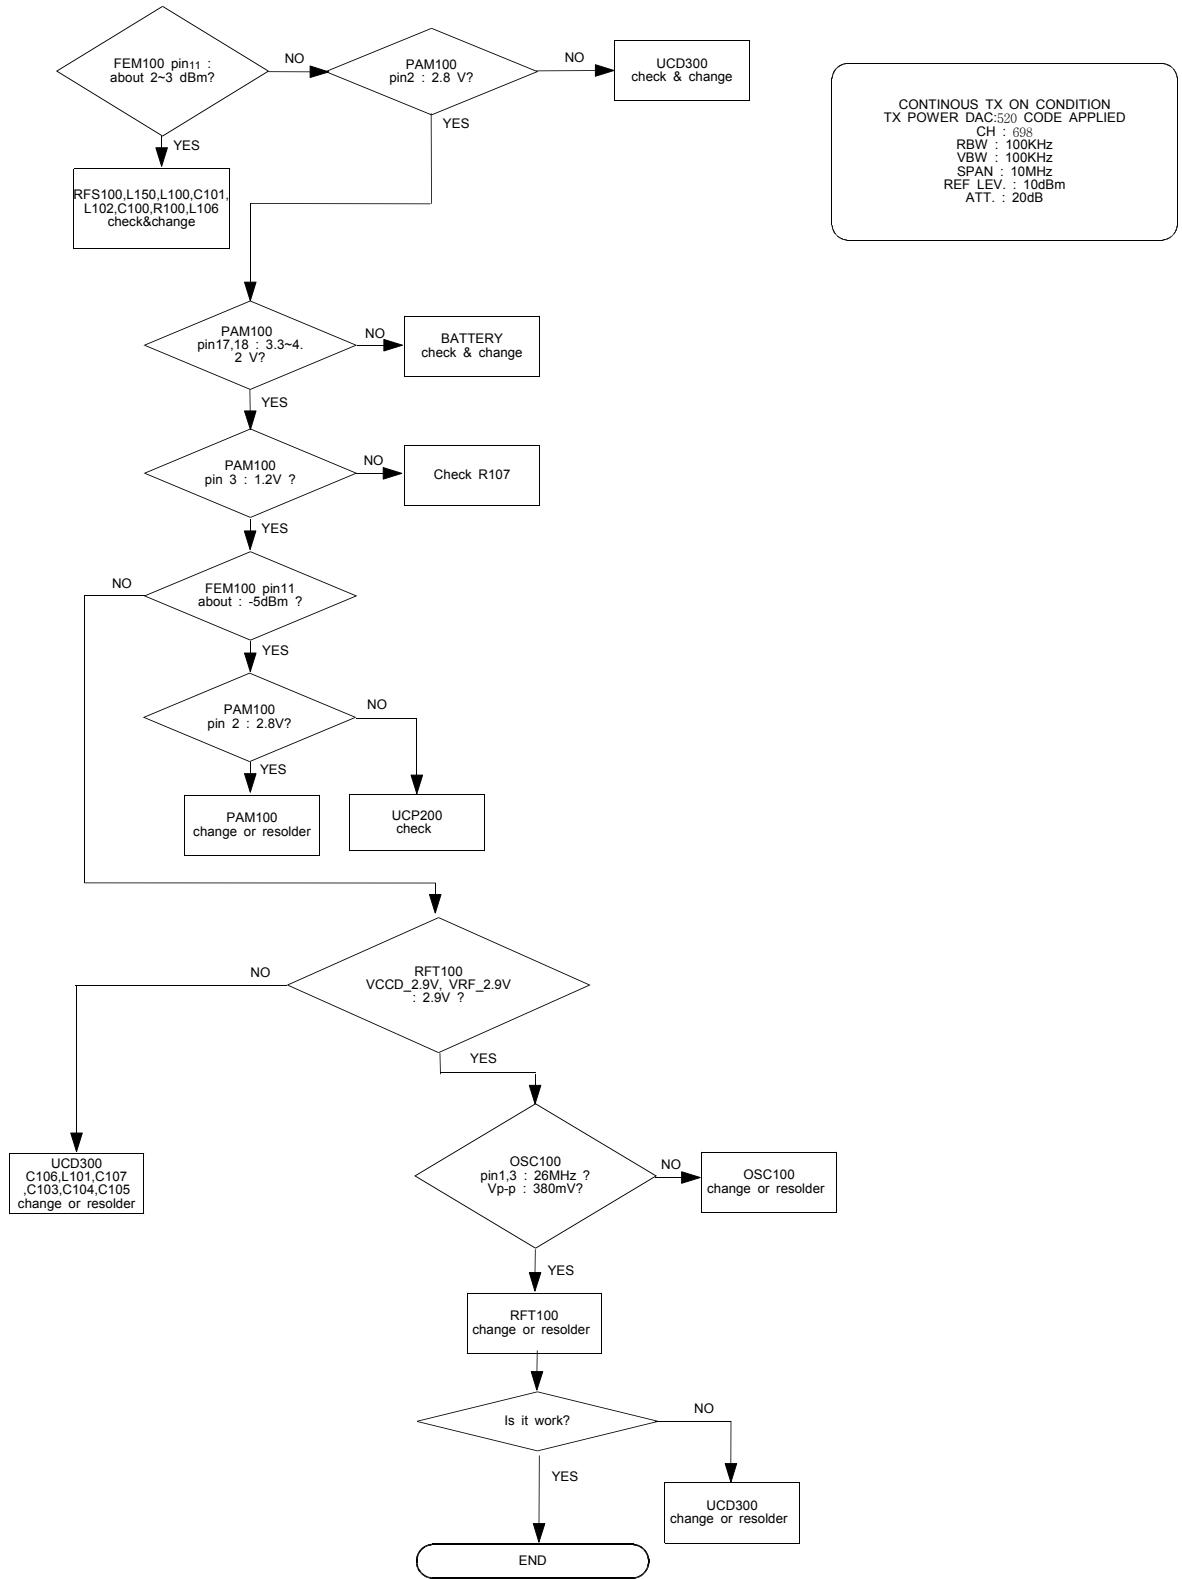 FEM100 pin11 :
about 2~3 dBm?
NO
PAM100
pin2 : 2.8 V?
NO
UCD300
check & change
YES
YES
RFS100,L150,L100,C101,
L102,C100,R100,L106
check&change
CONTINOUS TX ON CONDITION
TX POWER DAC:520 CODE APPLIED
CH : 698
RBW : 100KHz
VBW : 100KHz
SPAN : 10MHz
REF LEV. : 10dBm
ATT. : 20dB
PAM100
pin17,18 : 3.3~4.
2 V?
NO
BATTERY
check & change
YES
PAM100
pin 3 : 1.2V ?
NO
Check R107
YES
NO
FEM100 pin11
about : -5dBm ?
YES
PAM100
pin 2 : 2.8V?
NO
YES
PAM100
change or resolder
UCP200
check
NO
RFT100
VCCD_2.9V, VRF_2.9V
: 2.9V ?
YES
UCD300
C106,L101,C107
,C103,C104,C105
change or resolder
OSC100
pin1,3 : 26MHz ?
Vp-p : 380mV?
NO
OSC100
change or resolder
YES
RFT100
change or resolder
Is it work?
NO
YES
UCD300
change or resolder
END